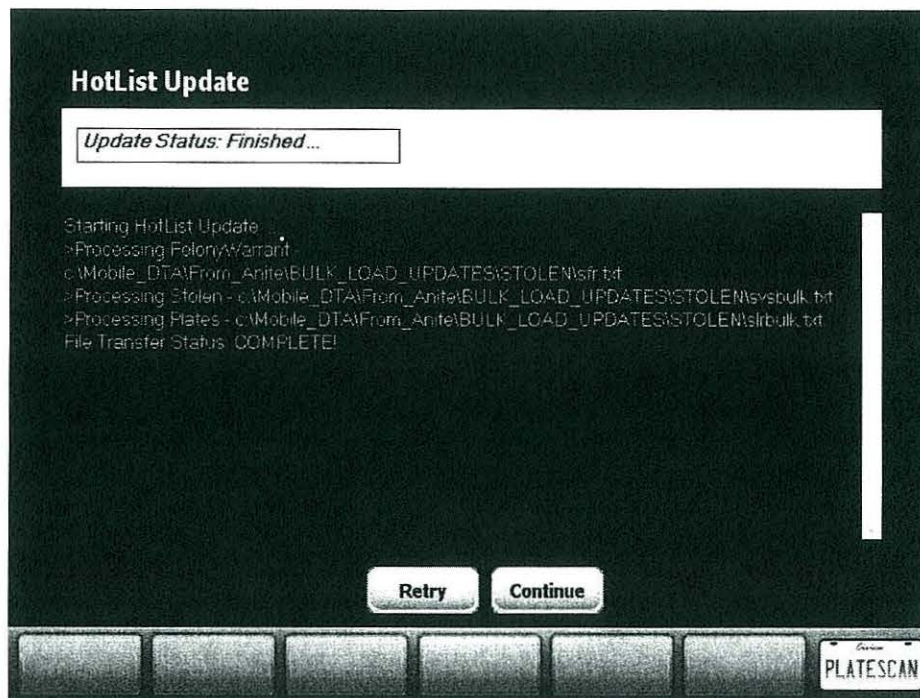 HotList Update
Update Status: Finished...
Starting HotList Update
>Processing FelonyWarrant -
c:\Mobile_DTA\From_Anite\BULK_LOAD_UPDATES\STOLEN\sfr.txt
>Processing Stolen - c:\Mobile_DTA\From_Anite\BULK_LOAD_UPDATES\STOLEN\svsbulk.txt
>Processing Plates - c:\Mobile_DTA\From_Anite\BULK_LOAD_UPDATES\STOLEN\slrbulk.txt
File Transfer Status: COMPLETE!
Retry Continue
PLATESCAN